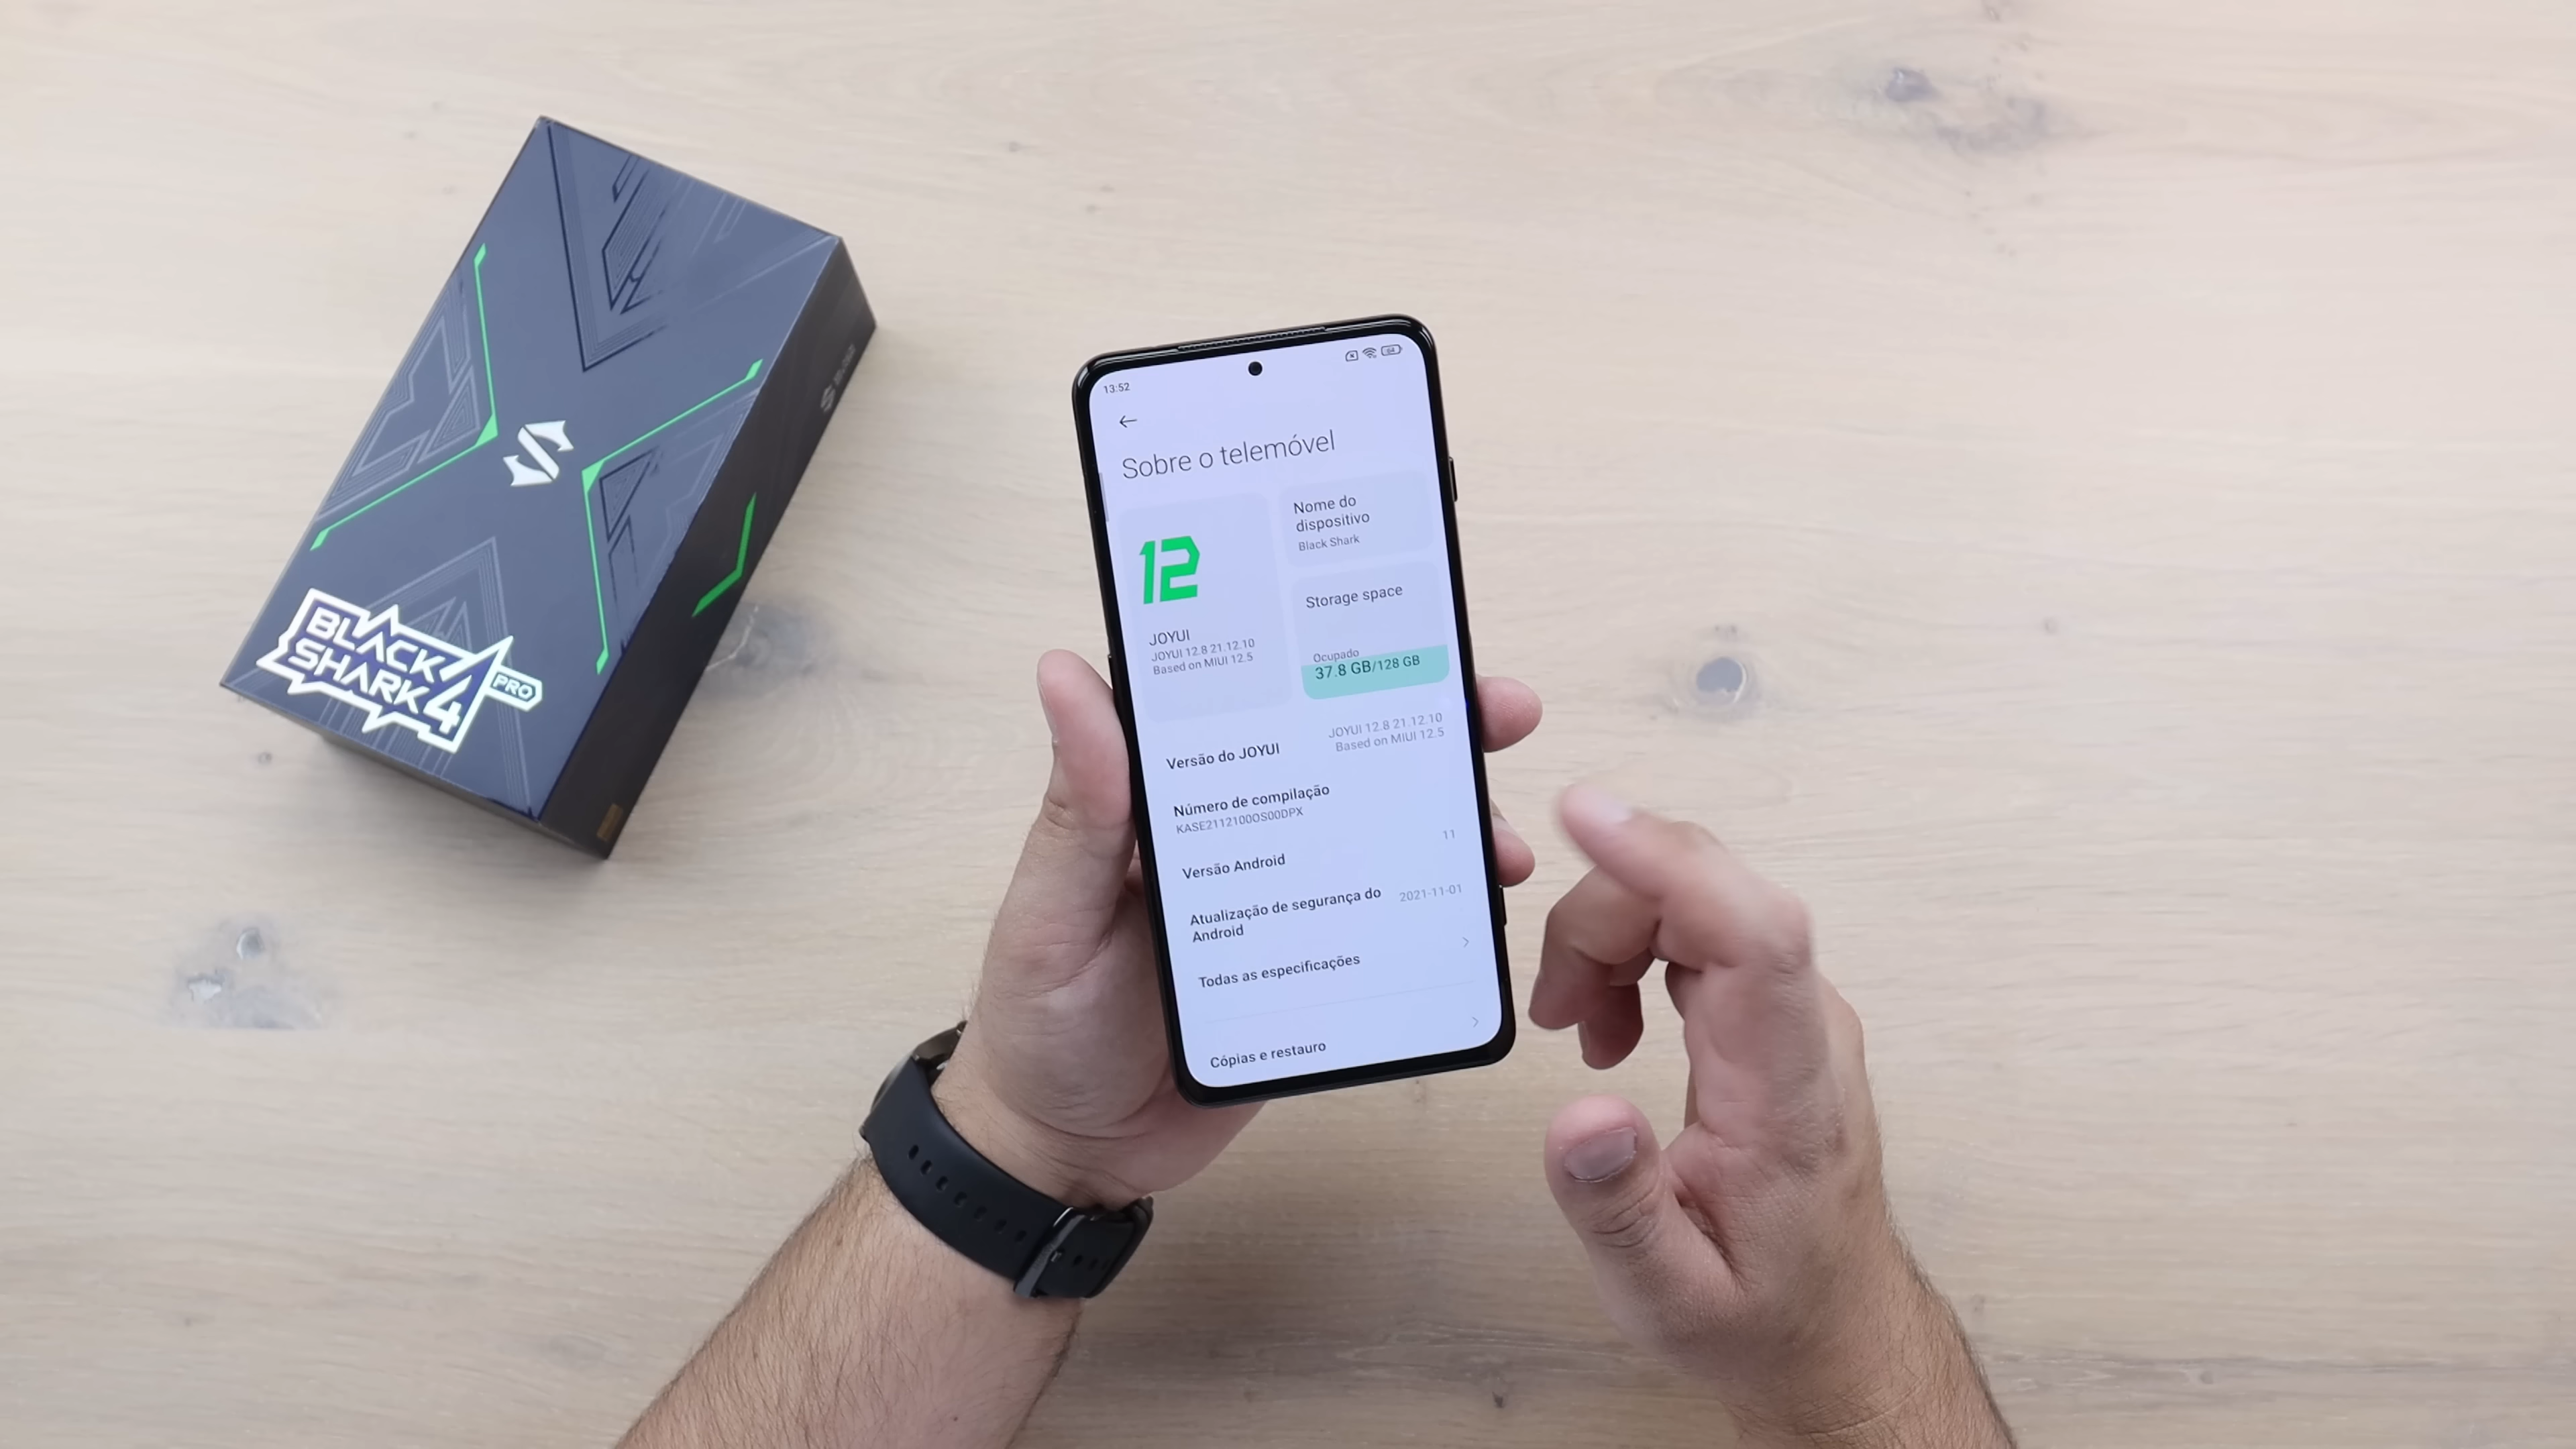 BLACK
SHARK 4
PRO
13:52
Sobre o telemóvel
12
JOYUI
JOYUI 12.8 21.12.10
Based on MIUI 12.5
Nome do
dispositivo
Black Shark
Storage space
Ocupado
37.8 GB/128 GB
Versão do JOYUI
JOYUI 12.8 21.12.10
Based on MIUI 12.5
Número de compilação
KASE2112100OS00DPX
Versão Android
11
Atualização de segurança do
Android
2021-11-01
Todas as especificações
Cópias e restauro